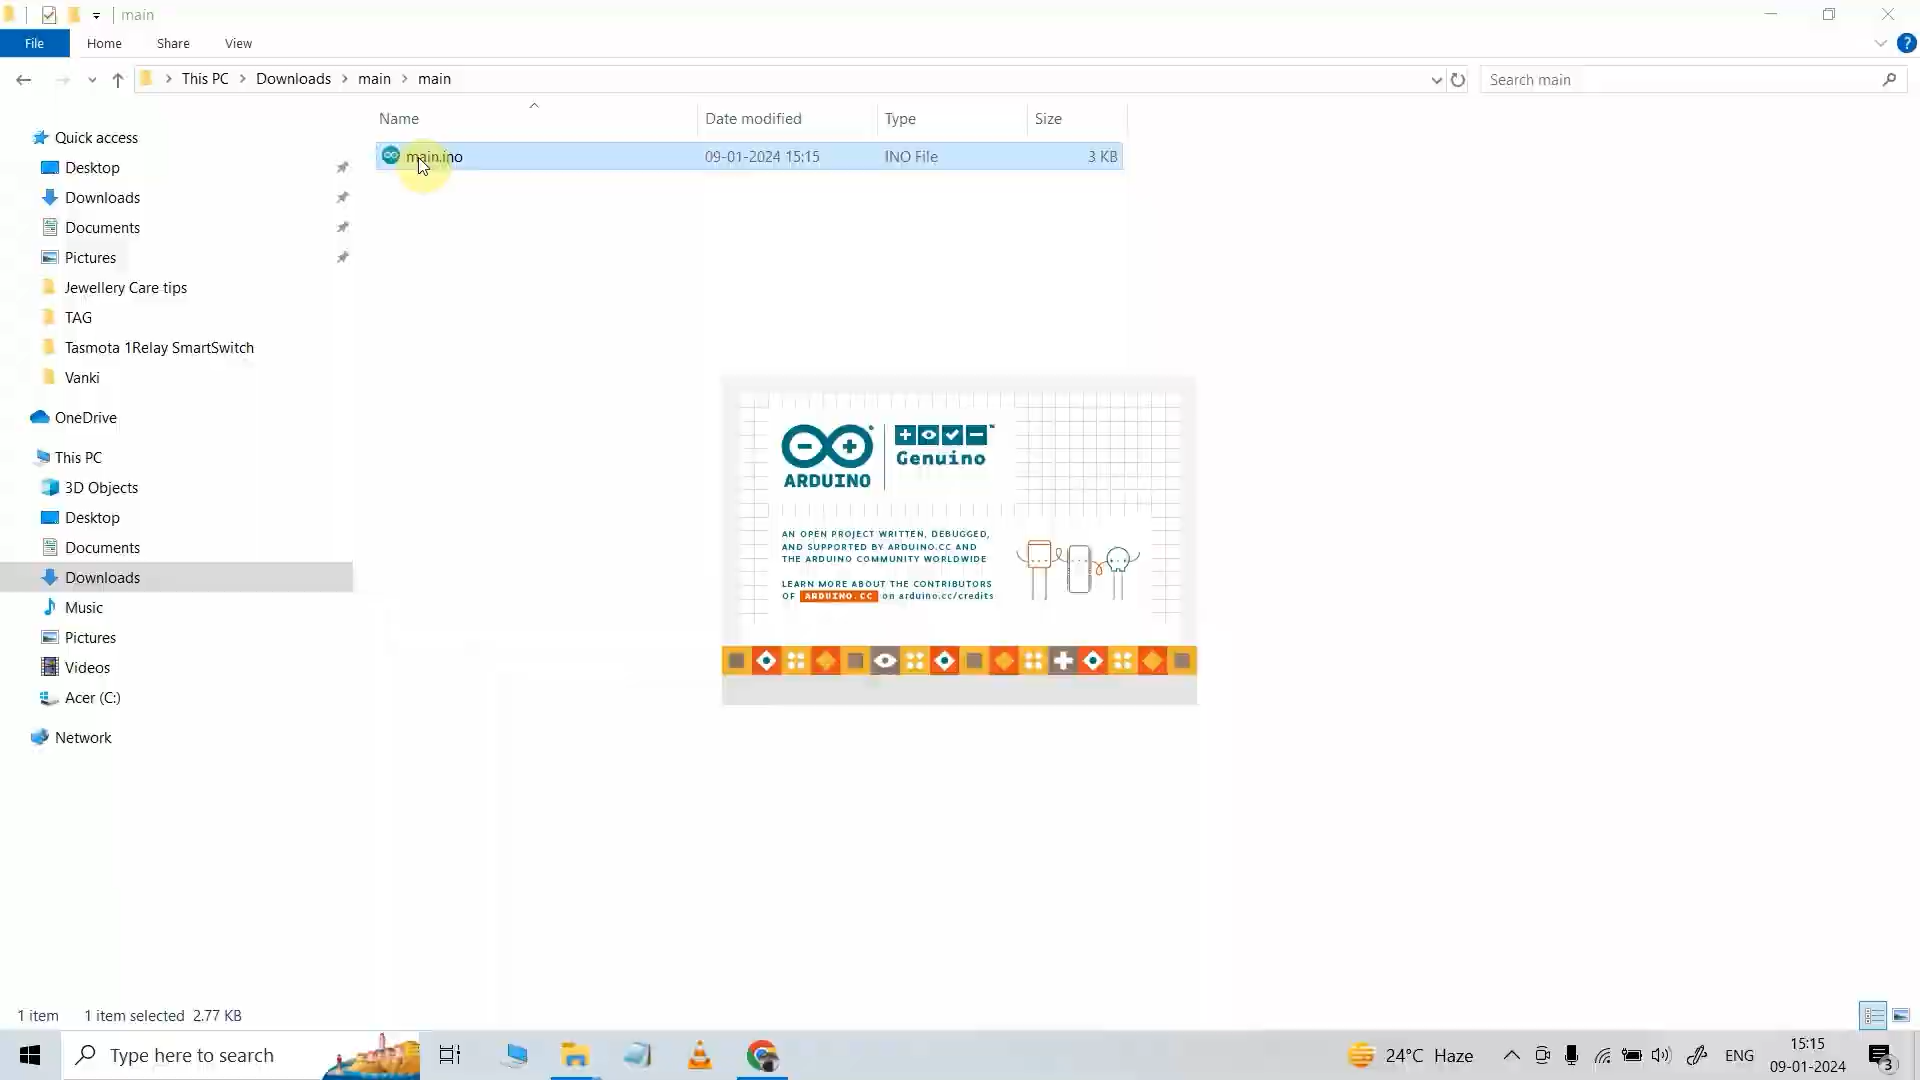 main
File Home Share View
This PC Downloads main main
Search main
Name Date modified Type Size
main.ino 09-01-2024 15:15 INO File 3 KB
Quick access
Desktop
Downloads
Documents
Pictures
Jewellery Care tips
TAG
Tasmota 1Relay SmartSwitch
Vanki
OneDrive
This PC
3D Objects
Desktop
Documents
Downloads
Music
Pictures
Videos
Acer (C:)
Network
ARDUINO
Genuino
™
AN OPEN PROJECT WRITTEN, DEBUGGED,
AND SUPPORTED BY ARDUINO.CC AND
THE ARDUINO COMMUNITY WORLDWIDE
LEARN MORE ABOUT THE CONTRIBUTORS
OF ARDUINO.CC on arduino.cc/credits
1 item 1 item selected 2.77 KB
Type here to search
24°C Haze
ENG
15:15
09-01-2024
3